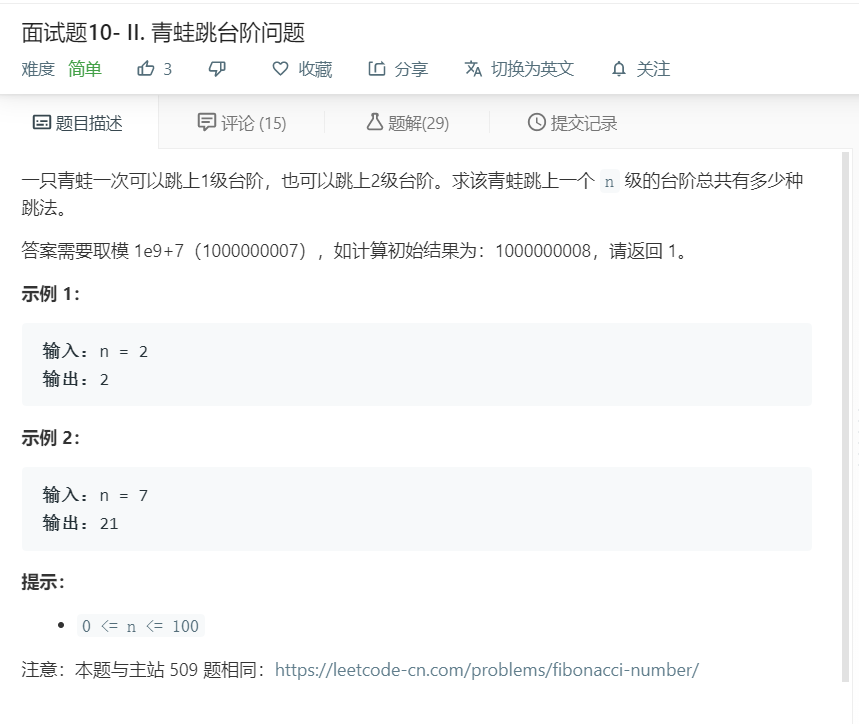 面试题10- II. 青蛙跳台阶问题
难度 简单 3 收藏 分享 切换为英文 关注
题目描述 评论 (15) 题解(29) 提交记录
一只青蛙一次可以跳上1级台阶，也可以跳上2级台阶。求该青蛙跳上一个 n 级的台阶总共有多少种
跳法。
答案需要取模 1e9+7（1000000007），如计算初始结果为：1000000008，请返回 1。
示例 1：
输入：n = 2
输出：2
示例 2：
输入：n = 7
输出：21
提示：
• 0 <= n <= 100
注意：本题与主站 509 题相同：https://leetcode-cn.com/problems/fibonacci-number/